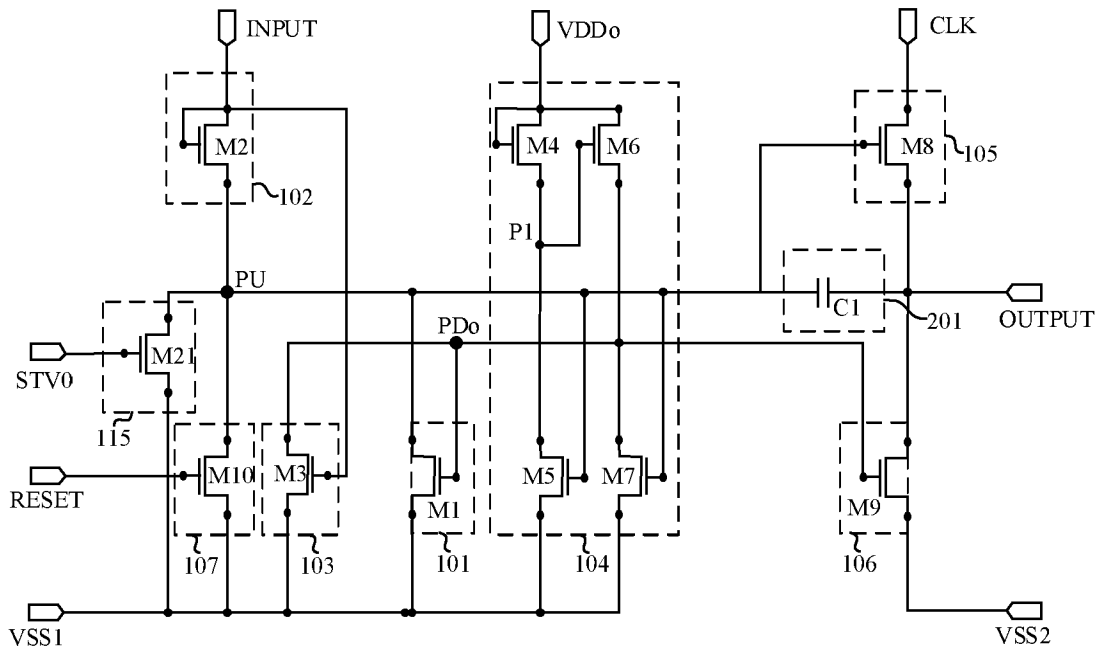 INPUT
VDDo
CLK
M2
M4
M6
M8
105
102
P1
PU
C1
201
OUTPUT
PDo
M21
STV0
115
M10
M3
M5
M7
RESET
M1
M9
107
103
101
104
106
VSS1
VSS2